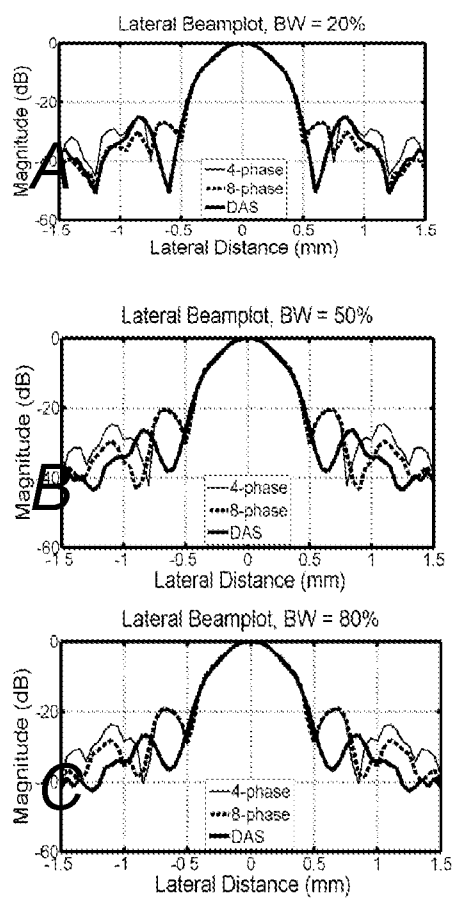 Lateral Beamplot, BW = 20%
Magnitude (dB)
A
0
-20
-40
-60
4-phase
8-phase
DAS
-1.5 -1 -0.5 0 0.5 1 1.5
Lateral Distance (mm)
Lateral Beamplot, BW = 50%
Magnitude (dB)
B
0
-20
-40
-60
4-phase
8-phase
DAS
-1.5 -1 -0.5 0 0.5 1 1.5
Lateral Distance (mm)
Lateral Beamplot, BW = 80%
Magnitude (dB)
C
0
-20
-40
-60
4-phase
8-phase
DAS
-1.5 -1 -0.5 0 0.5 1 1.5
Lateral Distance (mm)